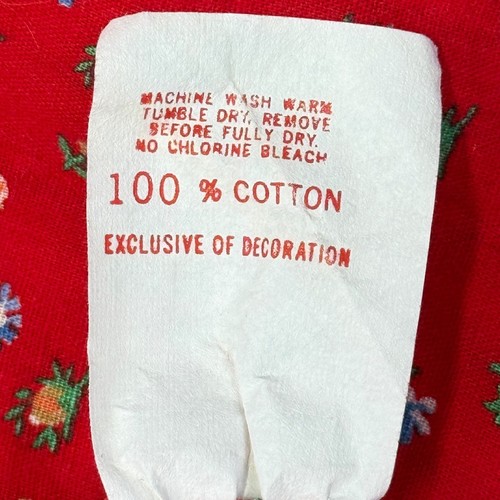 MACHINE WASH WARM
TUMBLE DRY, REMOVE
BEFORE FULLY DRY.
NO CHLORINE BLEACH
100 % COTTON
EXCLUSIVE OF DECORATION